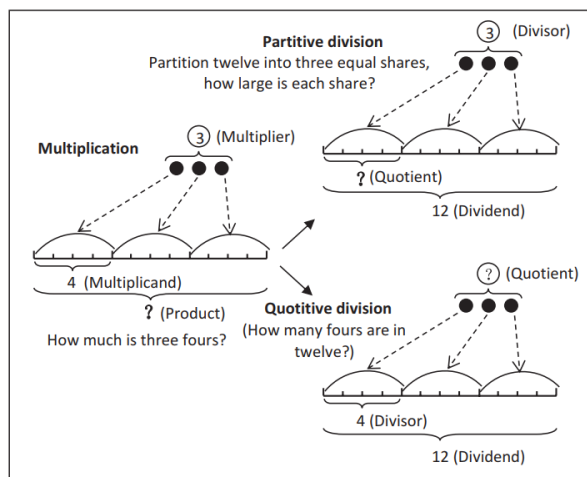 Multiplication
3 (Multiplier)
4 (Multiplicand)
? (Product)
How much is three fours?
Partitive division
Partition twelve into three equal shares,
how large is each share?
3 (Divisor)
? (Quotient)
12 (Dividend)
Quotitive division
(How many fours are in
twelve?)
? (Quotient)
4 (Divisor)
12 (Dividend)